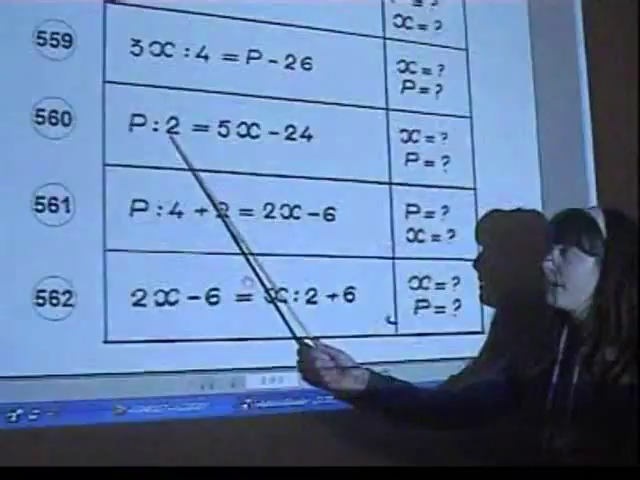 x = ?
559
3x : 4 = P - 26
x = ?
P = ?
560
P : 2 = 5x - 24
x = ?
P = ?
561
P : 4 + 2 = 2x - 6
P = ?
x = ?
562
2x - 6 = x : 2 + 6
x = ?
P = ?